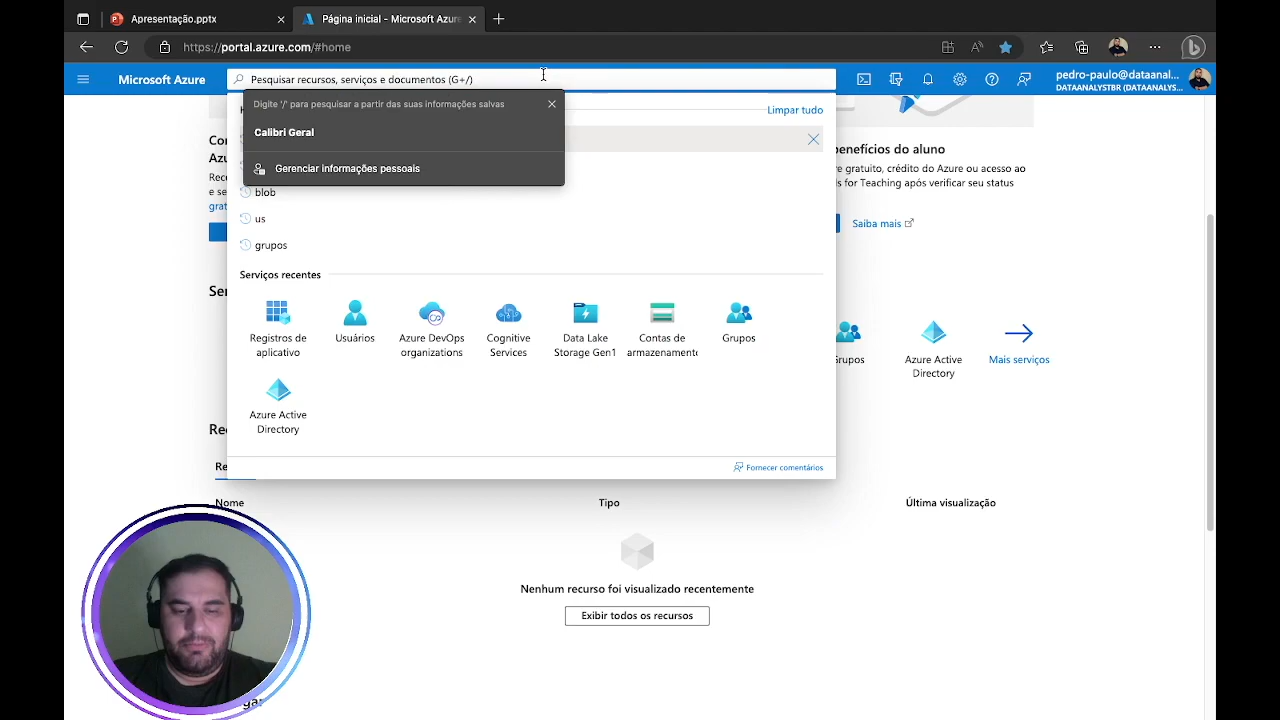 Apresentação.pptx
Página inicial - Microsoft Azure
https://portal.azure.com/#home
Microsoft Azure
Pesquisar recursos, serviços e documentos (G+/)
pedro-paulo@dataanal...
DATAANALYSTBR (DATAANALYS...
Digite '/' para pesquisar a partir das suas informações salvas
Limpar tudo
Calibri Geral
Gerenciar informações pessoais
blob
us
grupos
Serviços recentes
Registros de aplicativo
Usuários
Azure DevOps organizations
Cognitive Services
Data Lake Storage Gen1
Contas de armazenamento
Grupos
Azure Active Directory
Fornecer comentários
benefícios do aluno
re gratuito, crédito do Azure ou acesso ao
s for Teaching após verificar seu status
Saiba mais
Grupos
Azure Active Directory
Mais serviços
Nome
Tipo
Última visualização
Nenhum recurso foi visualizado recentemente
Exibir todos os recursos